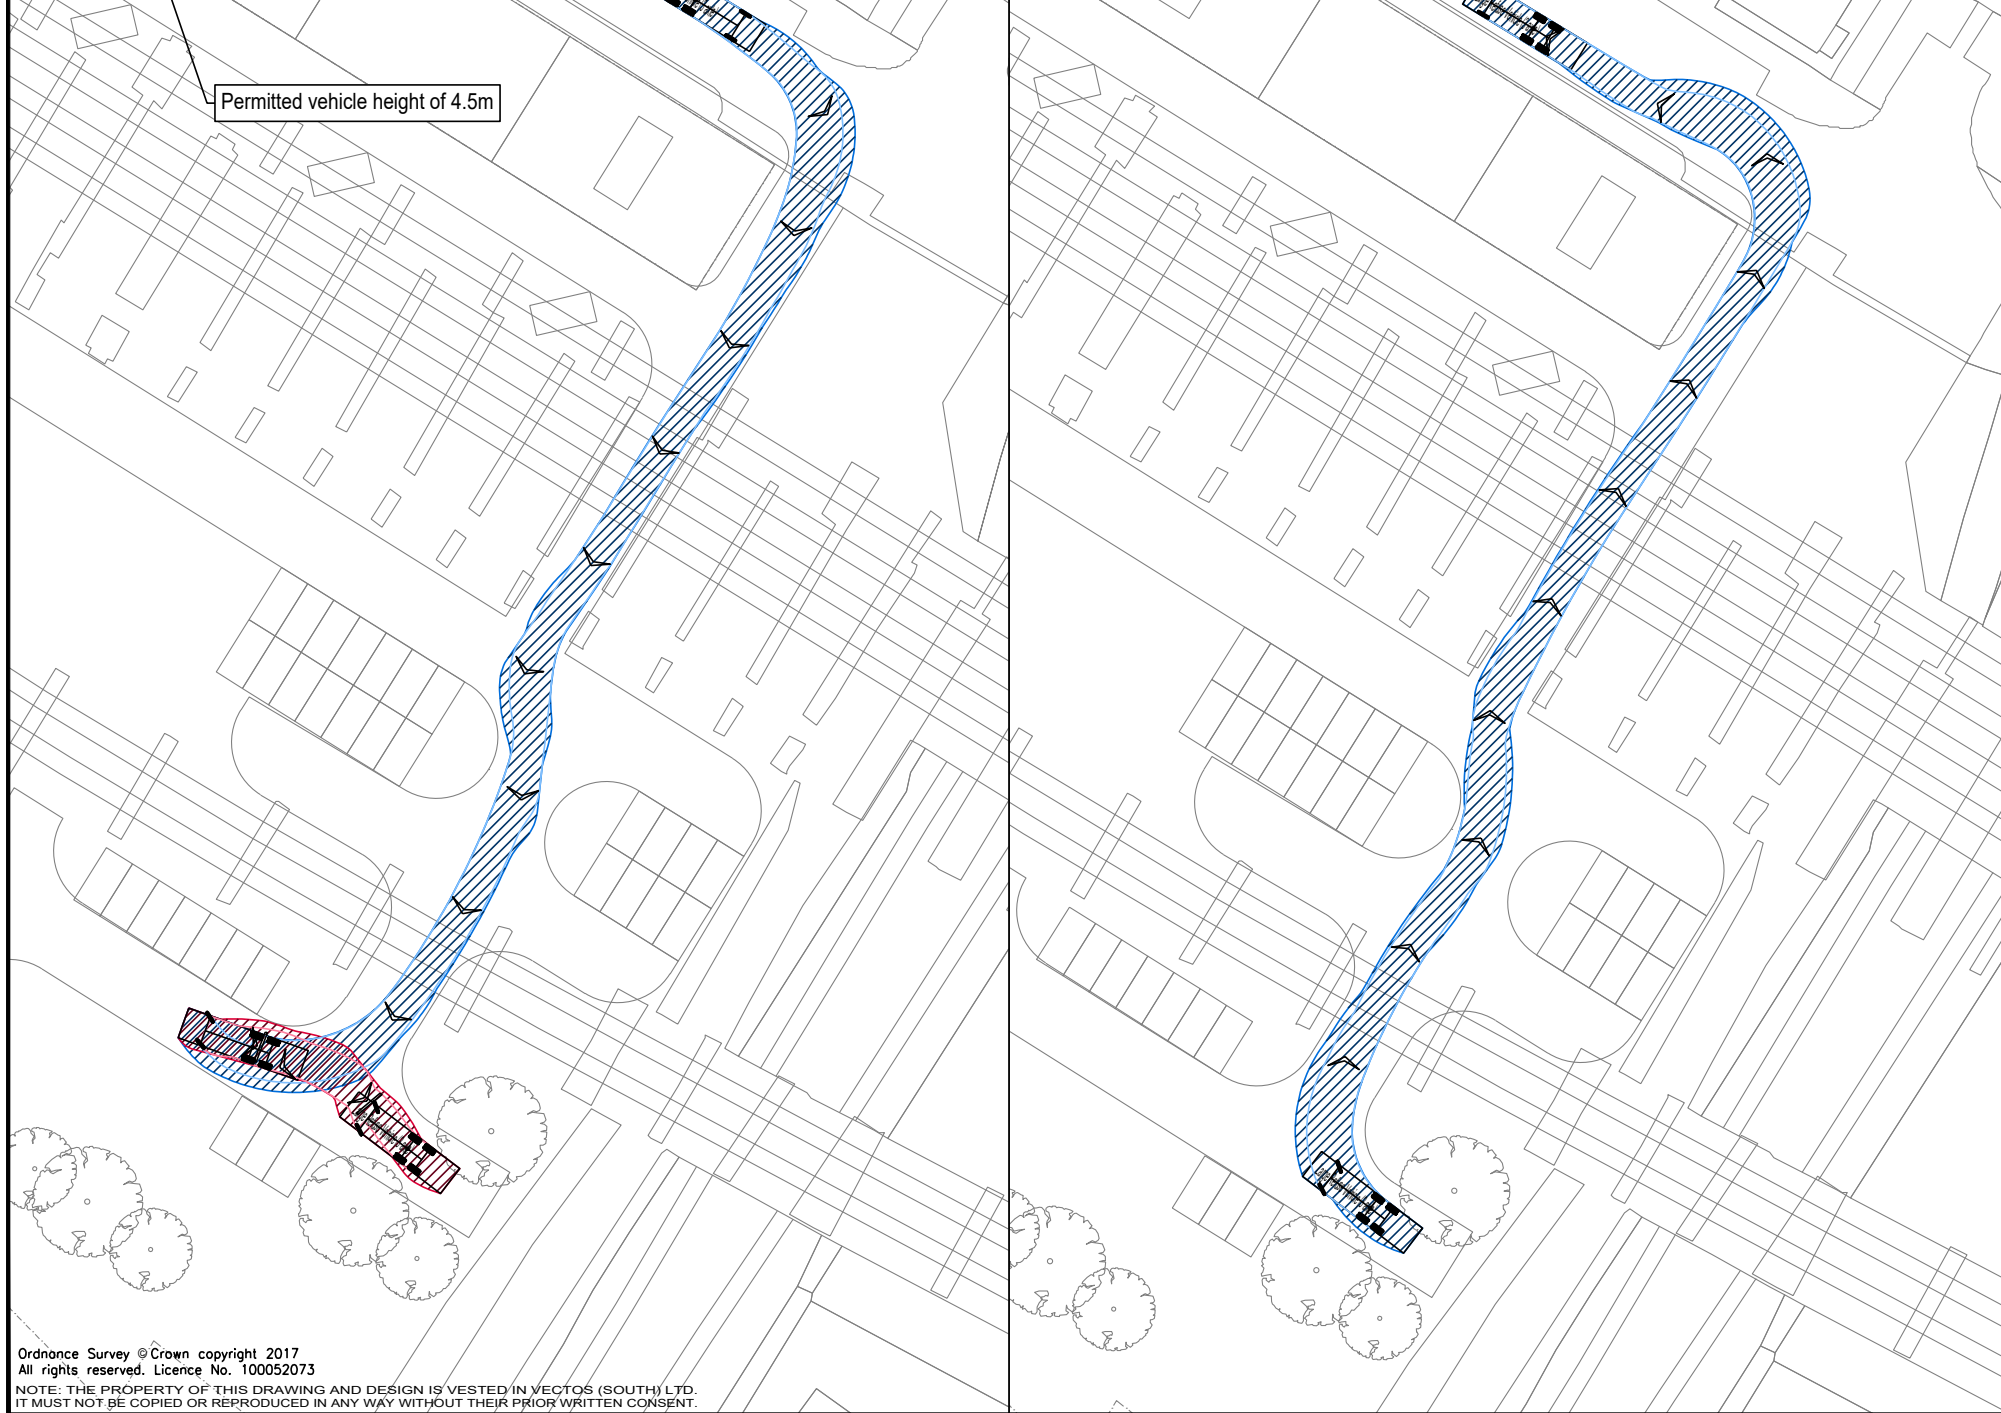 Permitted vehicle height of 4.5m
Ordnance Survey © Crown copyright 2017
All rights reserved. Licence No. 100052073
NOTE: THE PROPERTY OF THIS DRAWING AND DESIGN IS VESTED IN VECTOS (SOUTH) LTD.
IT MUST NOT BE COPIED OR REPRODUCED IN ANY WAY WITHOUT THEIR PRIOR WRITTEN CONSENT.